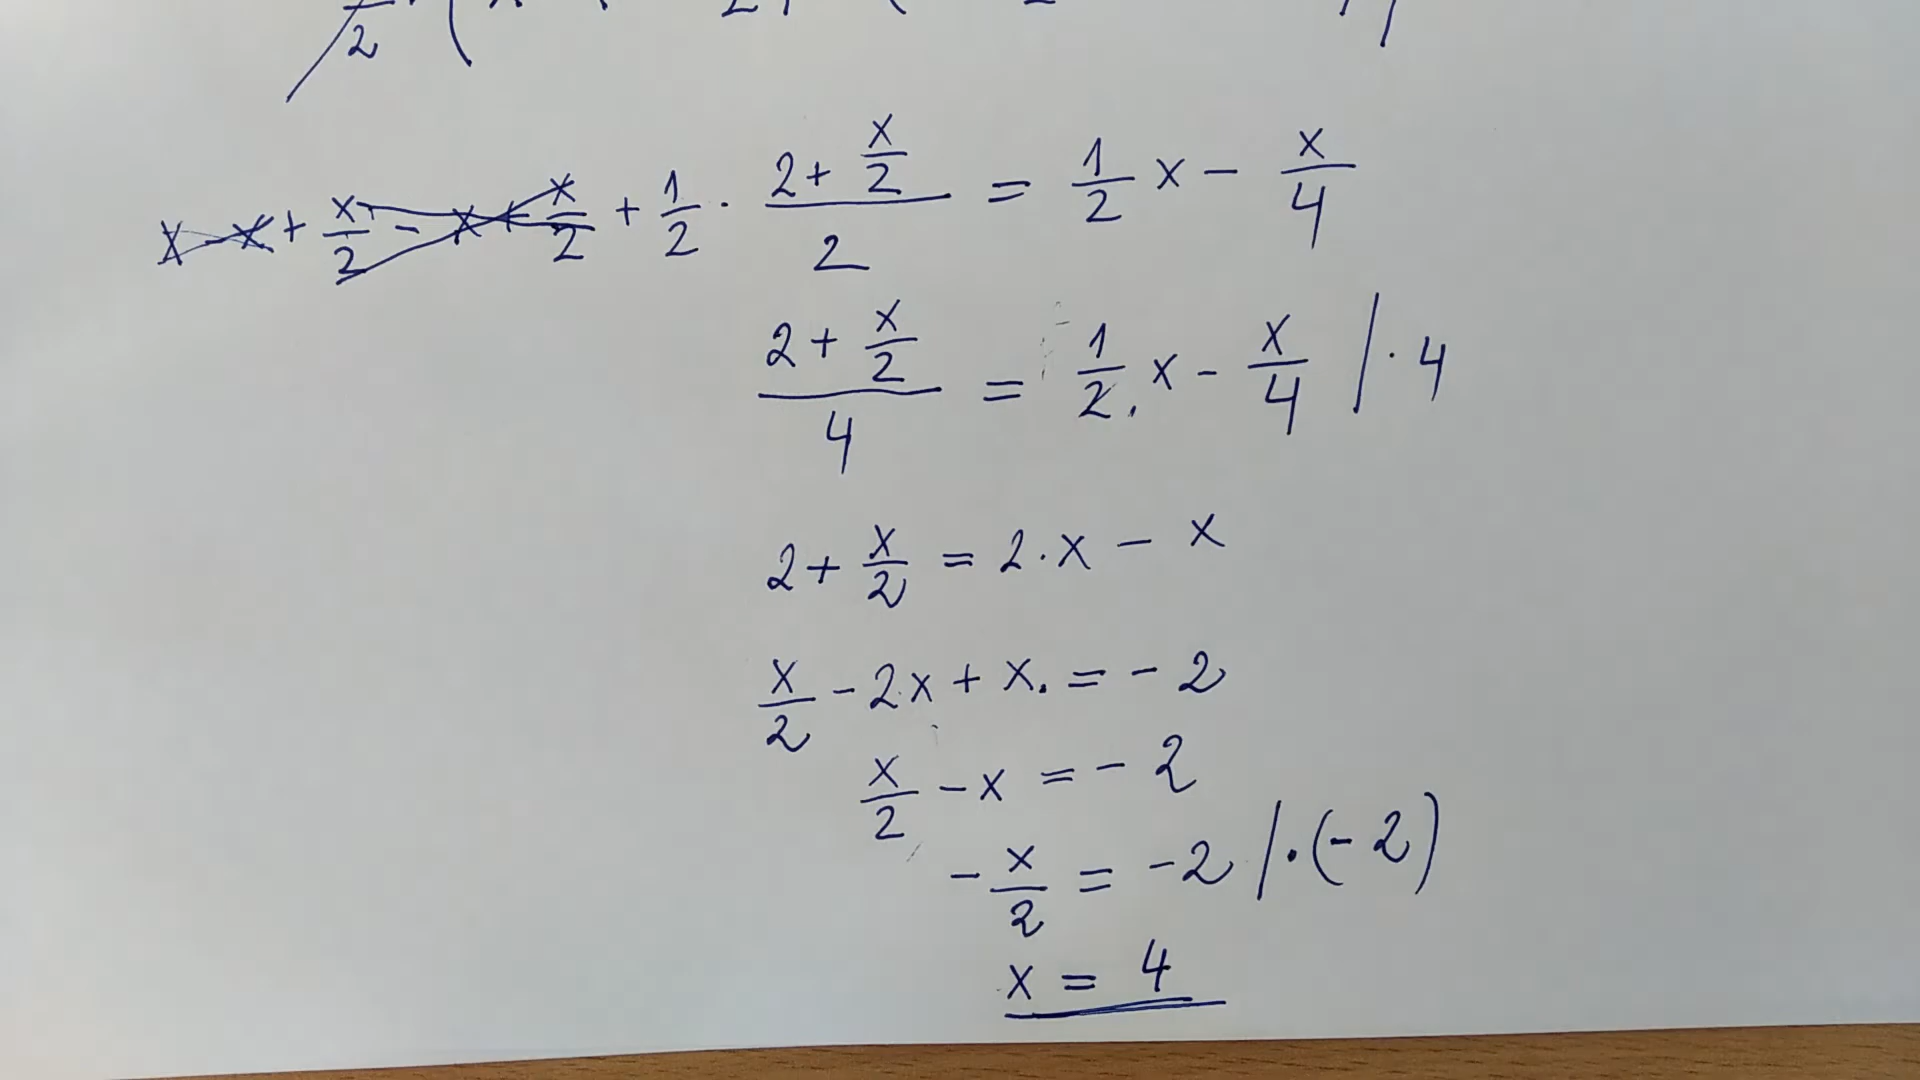 2
x - x + x/2 - x + x/2 + 1/2 · (2 + x/2)/2 = 1/2 x - x/4
(2 + x/2)/4 = 1/2 · x - x/4 / · 4
2 + x/2 = 2 · x - x
x/2 - 2x + x = - 2
x/2 - x = - 2
- x/2 = - 2 / · (- 2)
x = 4